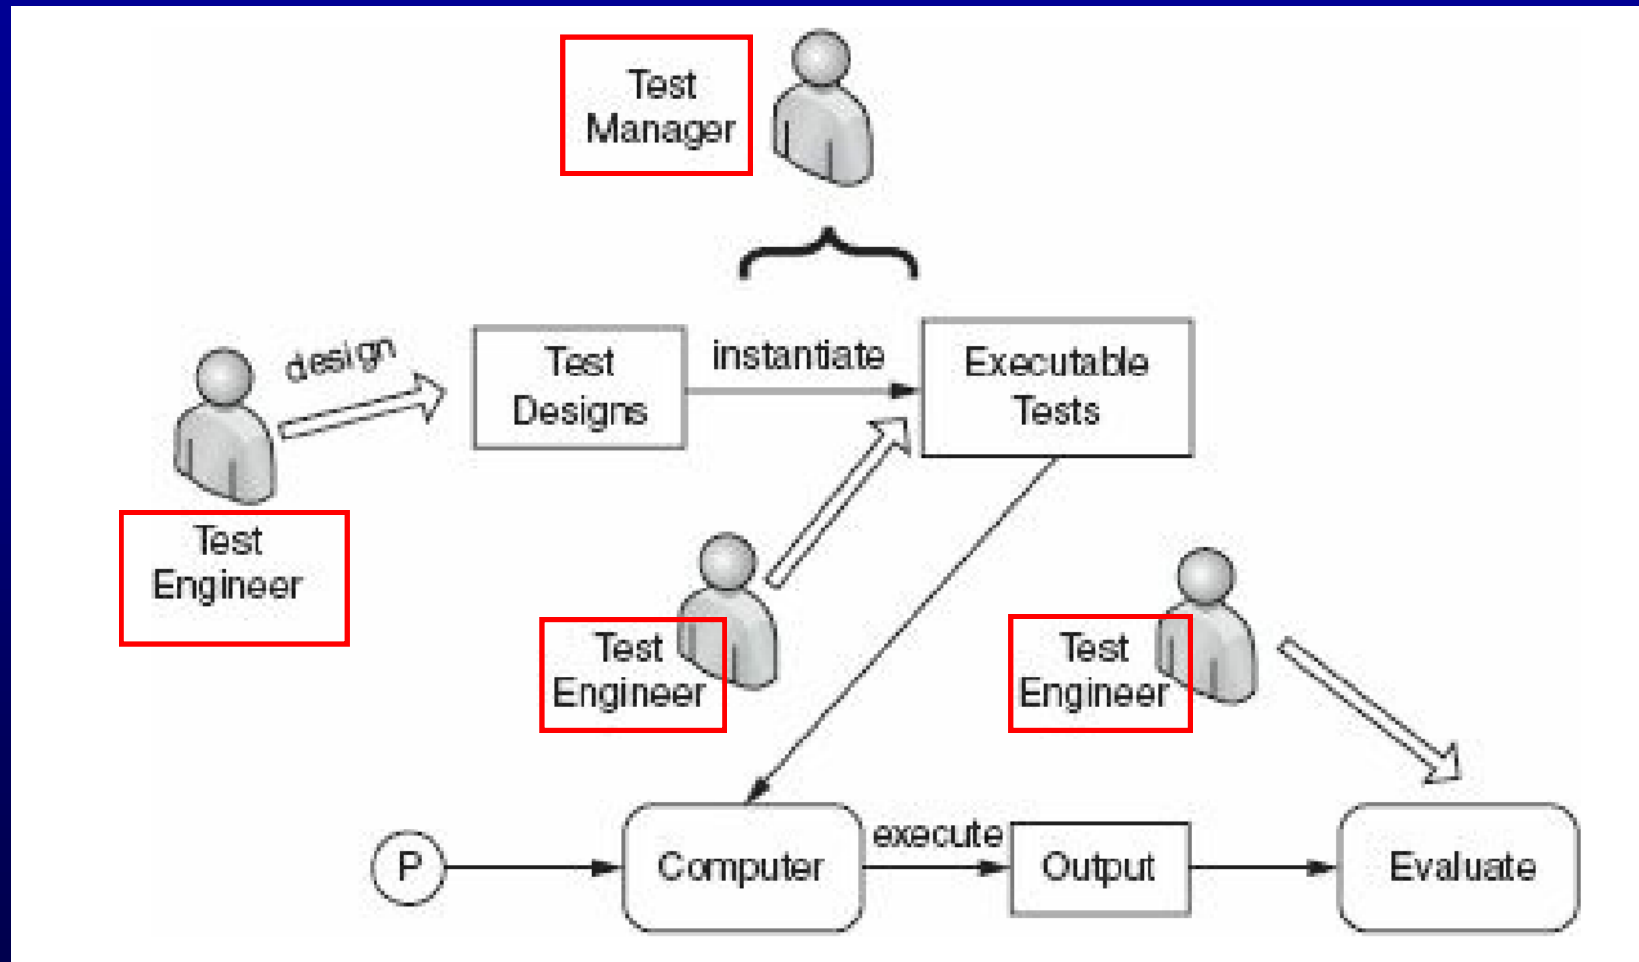 Test
Manager
design
Test
Designs
instantiate
Executable
Tests
Test
Engineer
Test
Engineer
Test
Engineer
P
Computer
execute
Output
Evaluate